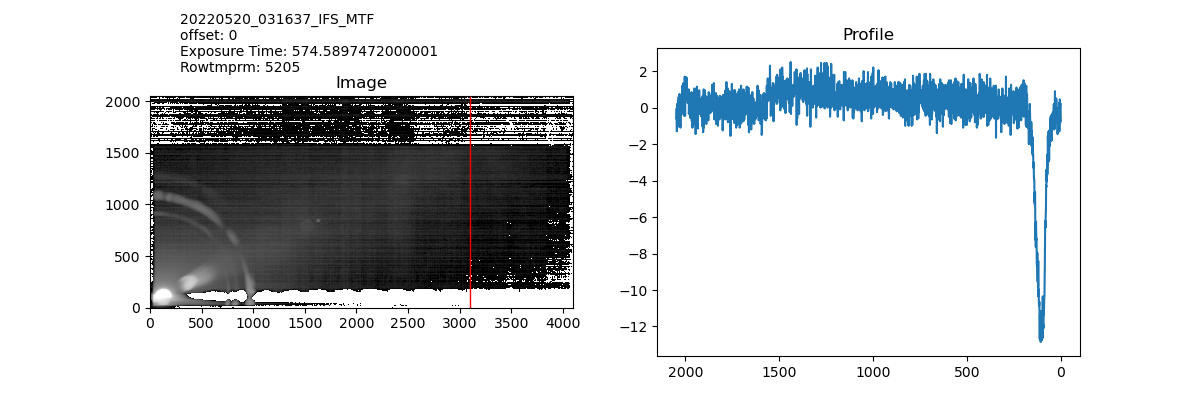 20220520_031637_IFS_MTF
offset: 0
Exposure Time: 574.5897472000001
Rowtmprm: 5205
Image
2000
1500
1000
500
0
0 500 1000 1500 2000 2500 3000 3500 4000
Profile
2
0
−2
−4
−6
−8
−10
−12
2000 1500 1000 500 0